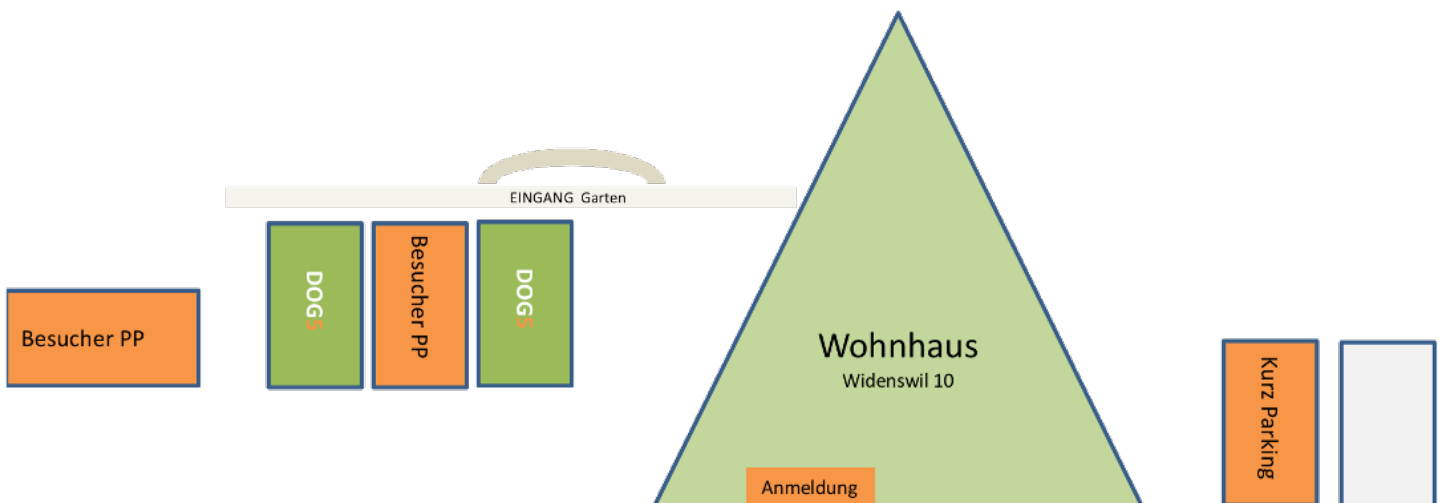 EINGANG Garten
Besucher PP
DOGS
Besucher PP
DOGS
Wohnhaus
Widenswil 10
Kurz Parking
Anmeldung